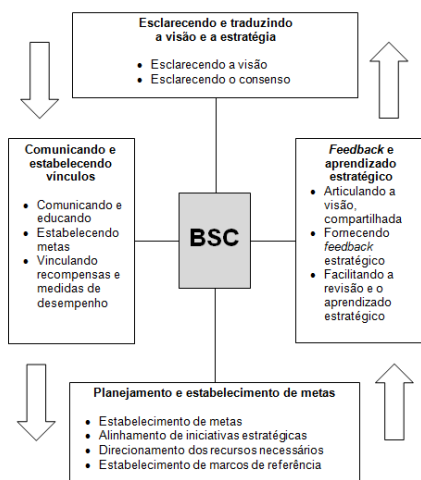 Esclarecendo e traduzindo
a visão e a estratégia
• Esclarecendo a visão
• Esclarecendo o consenso
Comunicando e
estabelecendo
vínculos
• Comunicando e
educando
• Estabelecendo
metas
• Vinculando
recompensas e
medidas de
desempenho
BSC
Feedback e
aprendizado
estratégico
• Articulando a
visão,
compartilhada
• Fornecendo
feedback
estratégico
• Facilitando a
revisão e o
aprendizado
estratégico
Planejamento e estabelecimento de metas
• Estabelecimento de metas
• Alinhamento de iniciativas estratégicas
• Direcionamento dos recursos necessários
• Estabelecimento de marcos de referência